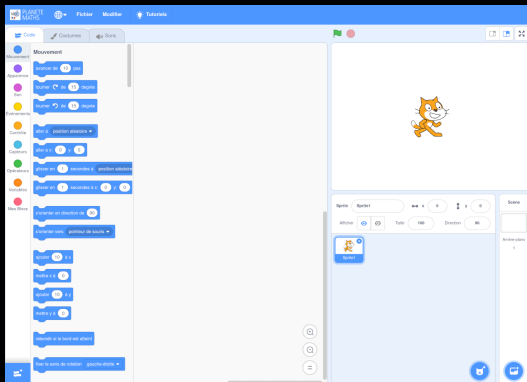 PLANÈTE
MATHS
Fichier Modifier Tutoriels
Code Costumes Sons
Mouvement
Mouvement
avancer de 10 pas
Apparence
tourner de 15 degrés
Son
tourner de 15 degrés
Événements
Contrôle
aller à position aléatoire
Capteurs
aller à x: 0 y: 0
Opérateurs
glisser en 1 secondes à position aléatoire
Variables
glisser en 1 secondes à x: 0 y: 0
Mes Blocs
s'orienter en direction de 90
s'orienter vers pointeur de souris
ajouter 10 à x
mettre x à 0
ajouter 10 à y
mettre y à 0
rebondir si le bord est atteint
fixer le sens de rotation gauche-droite
Sprite Sprite1 x 0 y 0
Afficher Taille 100 Direction 90
Sprite1
Scène
Arrière-plans